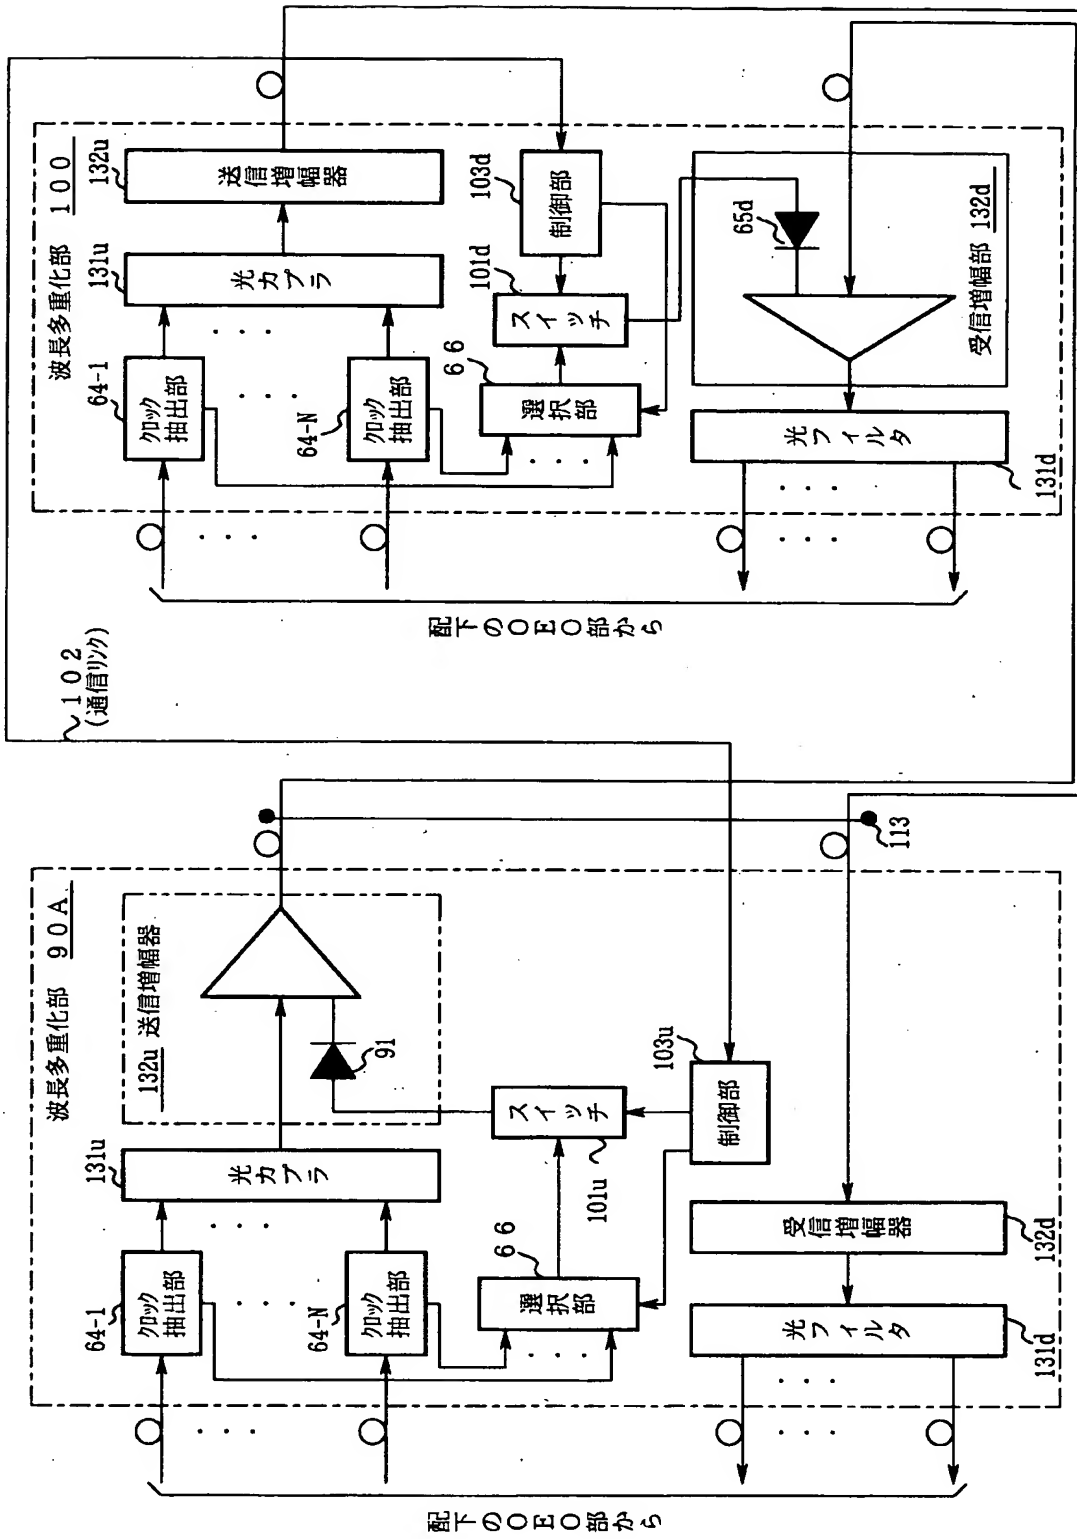 波長多重化部 90A
64-1
クロック抽出部
64-N
クロック抽出部
131u
光カプラ
132u 送信増幅器
91
66
選択部
101u
スイッチ
103u
制御部
光フィルタ
131d
受信増幅器
132d
113
配下のOEO部から
102
(通信リンク)
波長多重化部 100
64-1
クロック抽出部
64-N
クロック抽出部
131u
光カプラ
132u
送信増幅器
66
選択部
101d
スイッチ
103d
制御部
65d
受信増幅部 132d
光フィルタ
131d
配下のOEO部から